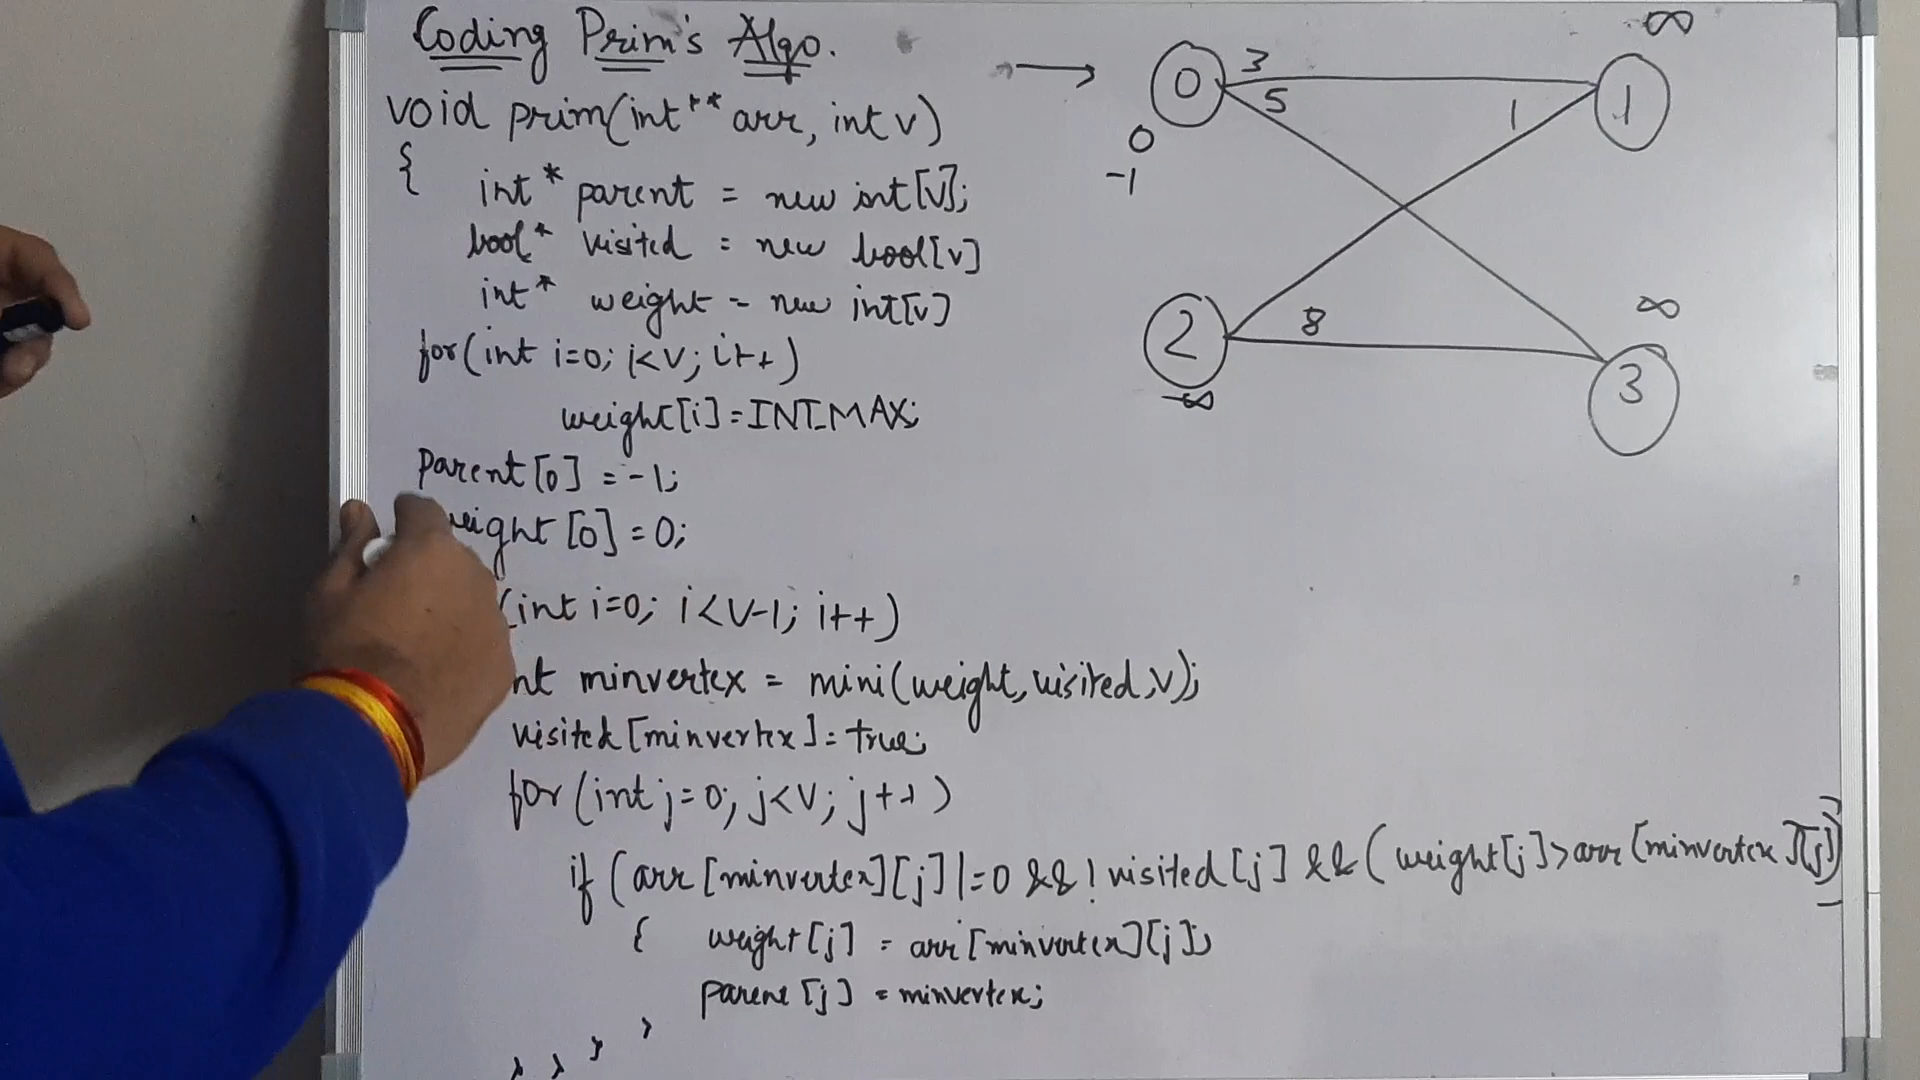 Coding Prim's Algo.
void prim(int** arr, int v)
{ int* parent = new int[v];
bool* visited = new bool[v]
int* weight = new int[v]
for(int i=0; i<v; i++)
weight[i]=INT_MAX;
parent[0] = -1;
eight[0] = 0;
(int i=0; i<v-1; i++)
nt minvertex = mini(weight, visited, v);
visited[minvertex] = true;
for(int j=0; j<v; j++)
if (arr[minvertex][j]!=0 && !visited[j] && (weight[j]>arr[minvertex][j])
{ weight[j] = arr[minvertex][j];
parent[j] = minvertex;
}
} } }
∞
0 3 1
5 1
0
-1
∞
2 8
3
-∞